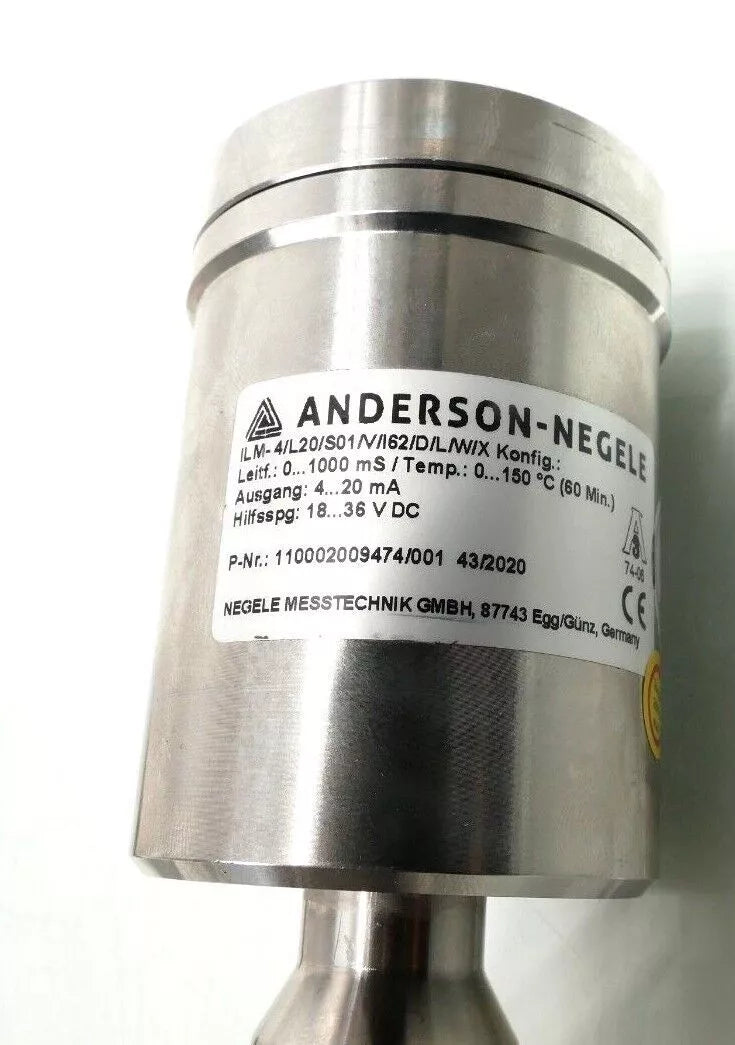 ANDERSON-NEGELE
ILM-4/L20/S01/V/I62/D/L/W/X Konfig.:
Leitf.: 0...1000 mS / Temp.: 0...150 °C (60 Min.)
Ausgang: 4...20 mA
Hilfsspg: 18...36 V DC
P-Nr.: 110002009474/001 43/2020
NEGELE MESSTECHNIK GMBH, 87743 Egg/Günz, Germany
A
3
74-06
CE